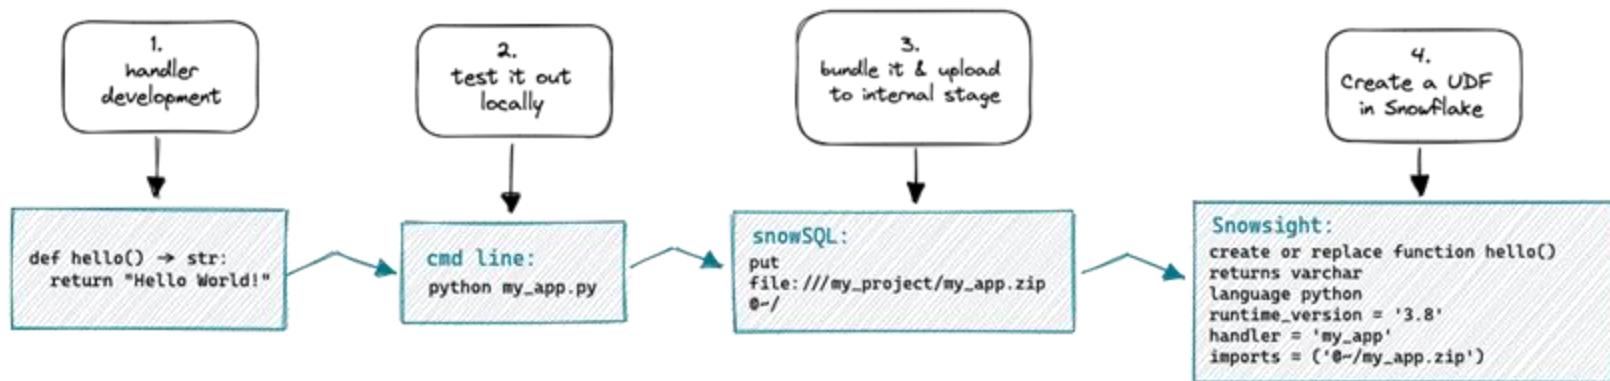 1.
handler
development
2.
test it out
locally
3.
bundle it & upload
to internal stage
4.
Create a UDF
in Snowflake
def hello() → str:
return "Hello World!"
cmd line:
python my_app.py
snowSQL:
put
file:///my_project/my_app.zip
@~/
Snowsight:
create or replace function hello()
returns varchar
language python
runtime_version = '3.8'
handler = 'my_app'
imports = ('@~/my_app.zip')